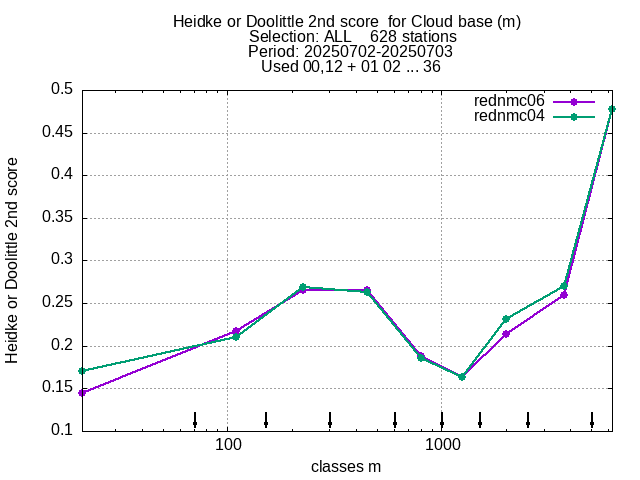 Heidke or Doolittle 2nd score  for Cloud base (m)
Selection: ALL    628 stations
Period: 20250702-20250703
Used 00,12 + 01 02 ... 36
rednmc06
rednmc04
Heidke or Doolittle 2nd score
0.5
0.45
0.4
0.35
0.3
0.25
0.2
0.15
0.1
100
1000
classes m